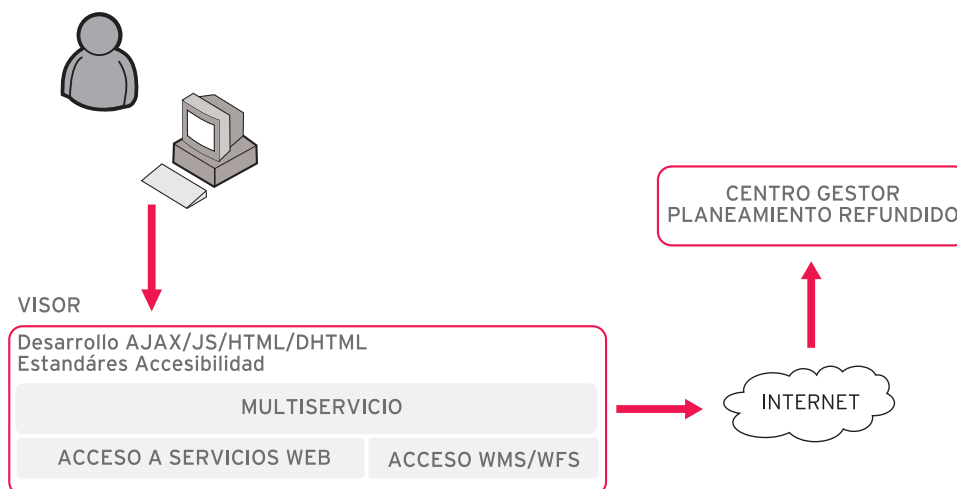 CENTRO GESTOR
PLANEAMIENTO REFUNDIDO
VISOR
Desarrollo AJAX/JS/HTML/DHTML
Estandáres Accesibilidad
MULTISERVICIO
INTERNET
ACCESO A SERVICIOS WEB
ACCESO WMS/WFS